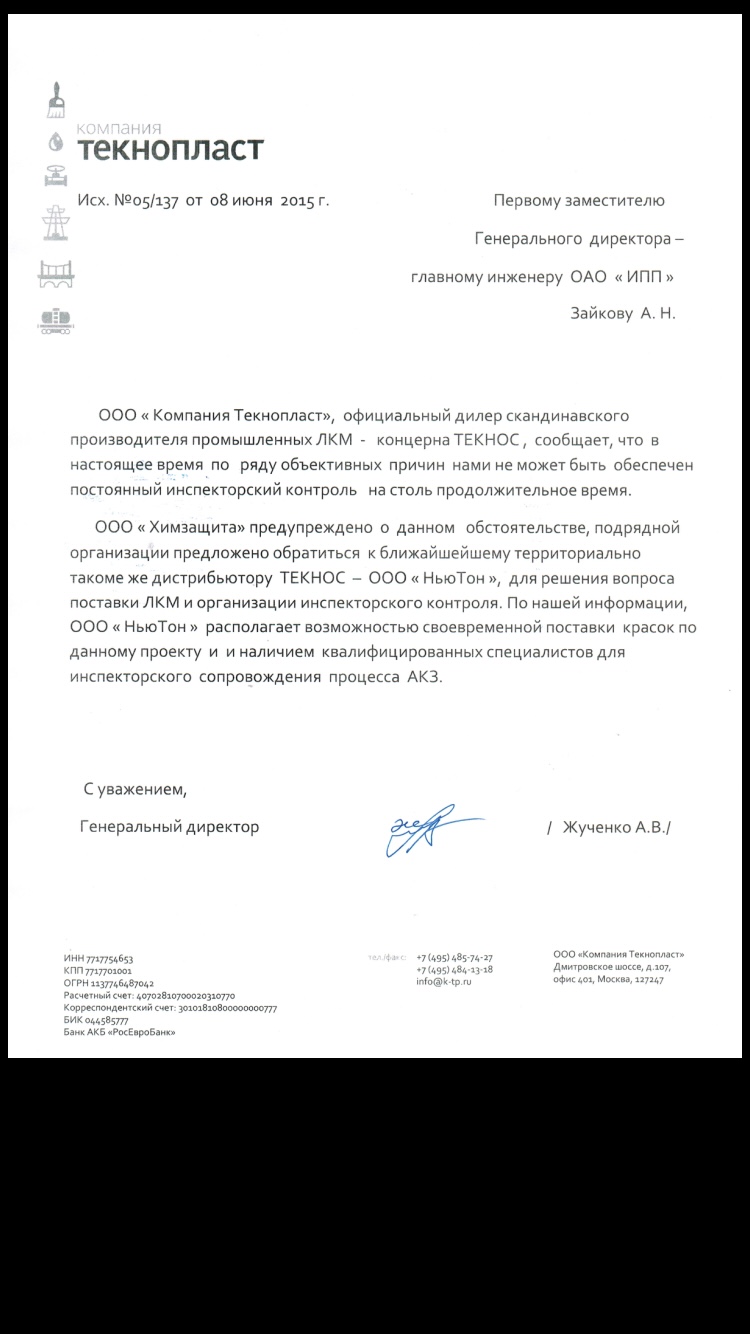 компания
текнопласт
Исх. №05/137 от 08 июня 2015 г.
Первому заместителю
Генерального директора –
главному инженеру ОАО « ИПП »
Зайкову А. Н.
ООО « Компания Текнопласт», официальный дилер скандинавского
производителя промышленных ЛКМ - концерна ТЕКНОС , сообщает, что в
настоящее время по ряду объективных причин нами не может быть обеспечен
постоянный инспекторский контроль на столь продолжительное время.
ООО « Химзащита» предупреждено о данном обстоятельстве, подрядной
организации предложено обратиться к ближайшейшему территориально
такоме же дистрибьютору ТЕКНОС – ООО « НьюТон », для решения вопроса
поставки ЛКМ и организации инспекторского контроля. По нашей информации,
ООО « НьюТон » располагает возможностью своевременной поставки красок по
данному проекту и и наличием квалифицированных специалистов для
инспекторского сопровождения процесса АКЗ.
С уважением,
Генеральный директор / Жученко А.В./
ИНН 7717754653
КПП 7717701001
ОГРН 1137746487042
Расчетный счет: 40702810700020310770
Корреспондентский счет: 30101810800000000777
БИК 044585777
Банк АКБ «РосЕвроБанк»
тел./факс: +7 (495) 485-74-27
+7 (495) 484-13-18
info@k-tp.ru
ООО «Компания Текнопласт»
Дмитровское шоссе, д.107,
офис 401, Москва, 127247